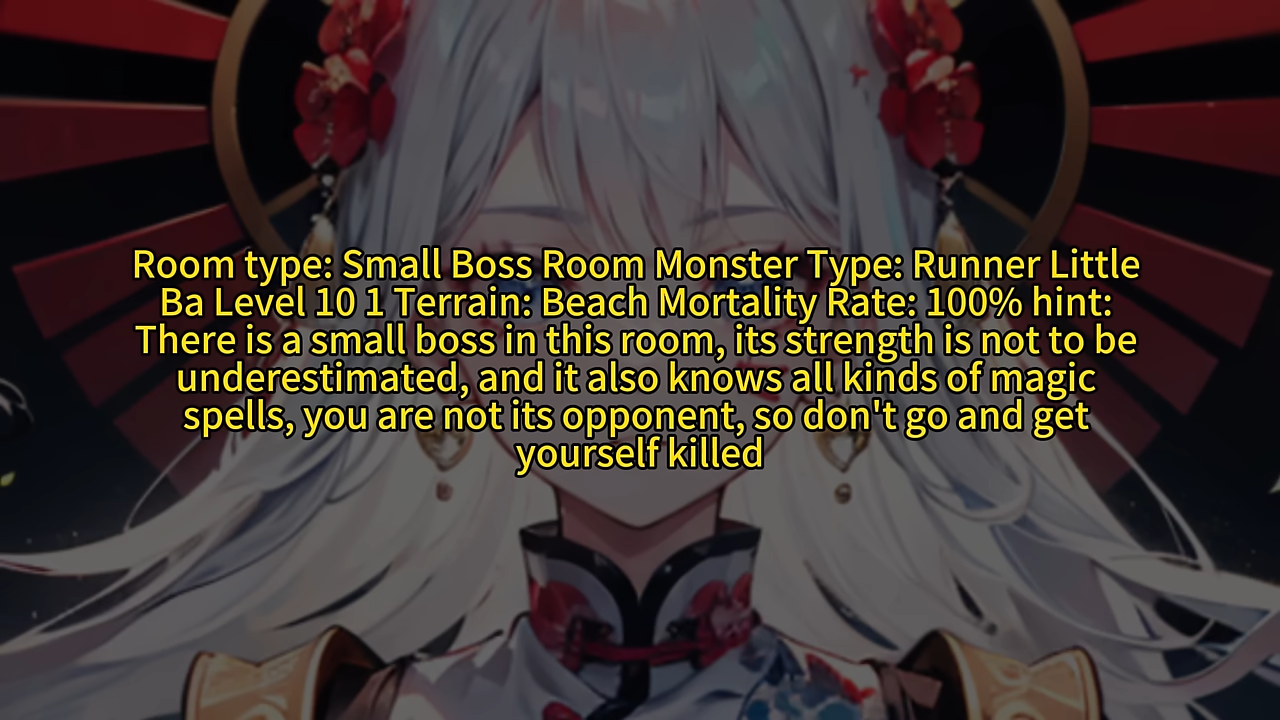 Room type: Small Boss Room Monster Type: Runner Little
Ba Level 10 1 Terrain: Beach Mortality Rate: 100% hint:
There is a small boss in this room, its strength is not to be
underestimated, and it also knows all kinds of magic
spells, you are not its opponent, so don't go and get
yourself killed